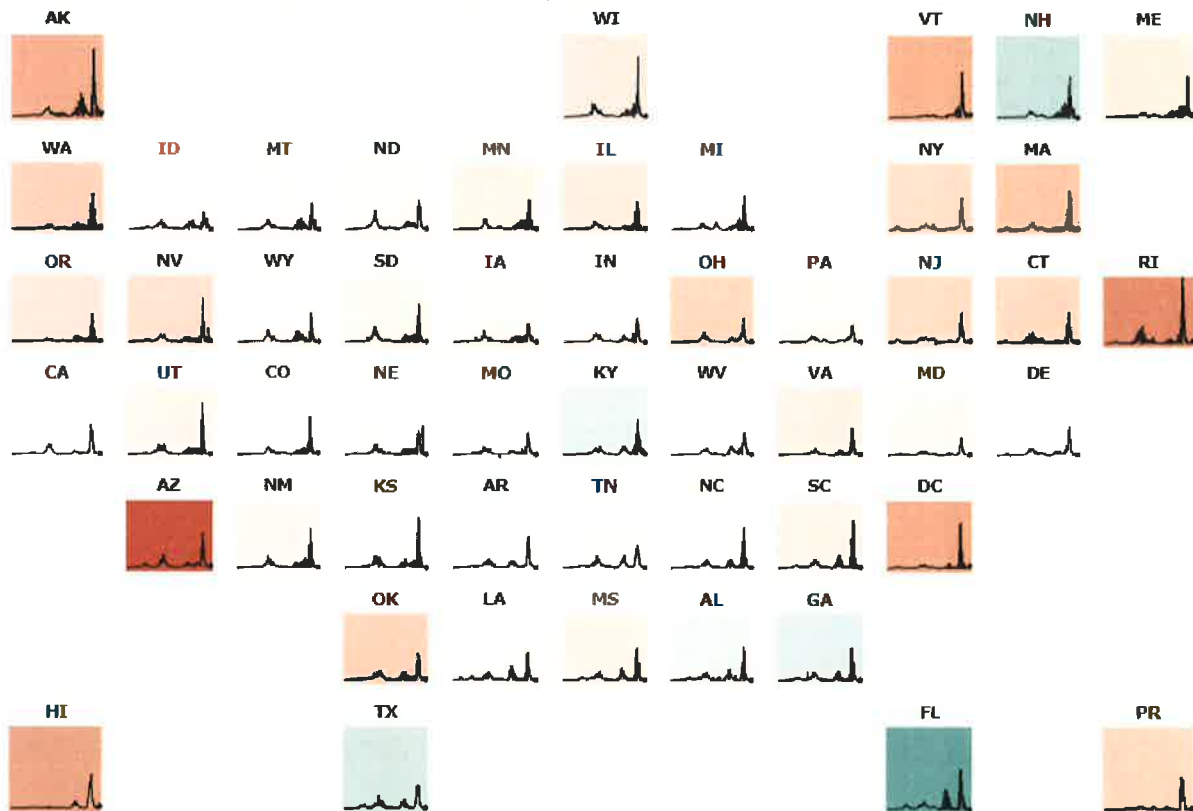 AK WI VT NH ME
WA ID MT ND MN IL MI NY MA
OR NV WY SD IA IN OH PA NJ CT RI
CA UT CO NE MO KY WV VA MD DE
AZ NM KS AR TN NC SC DC
OK LA MS AL GA
HI TX FL PR